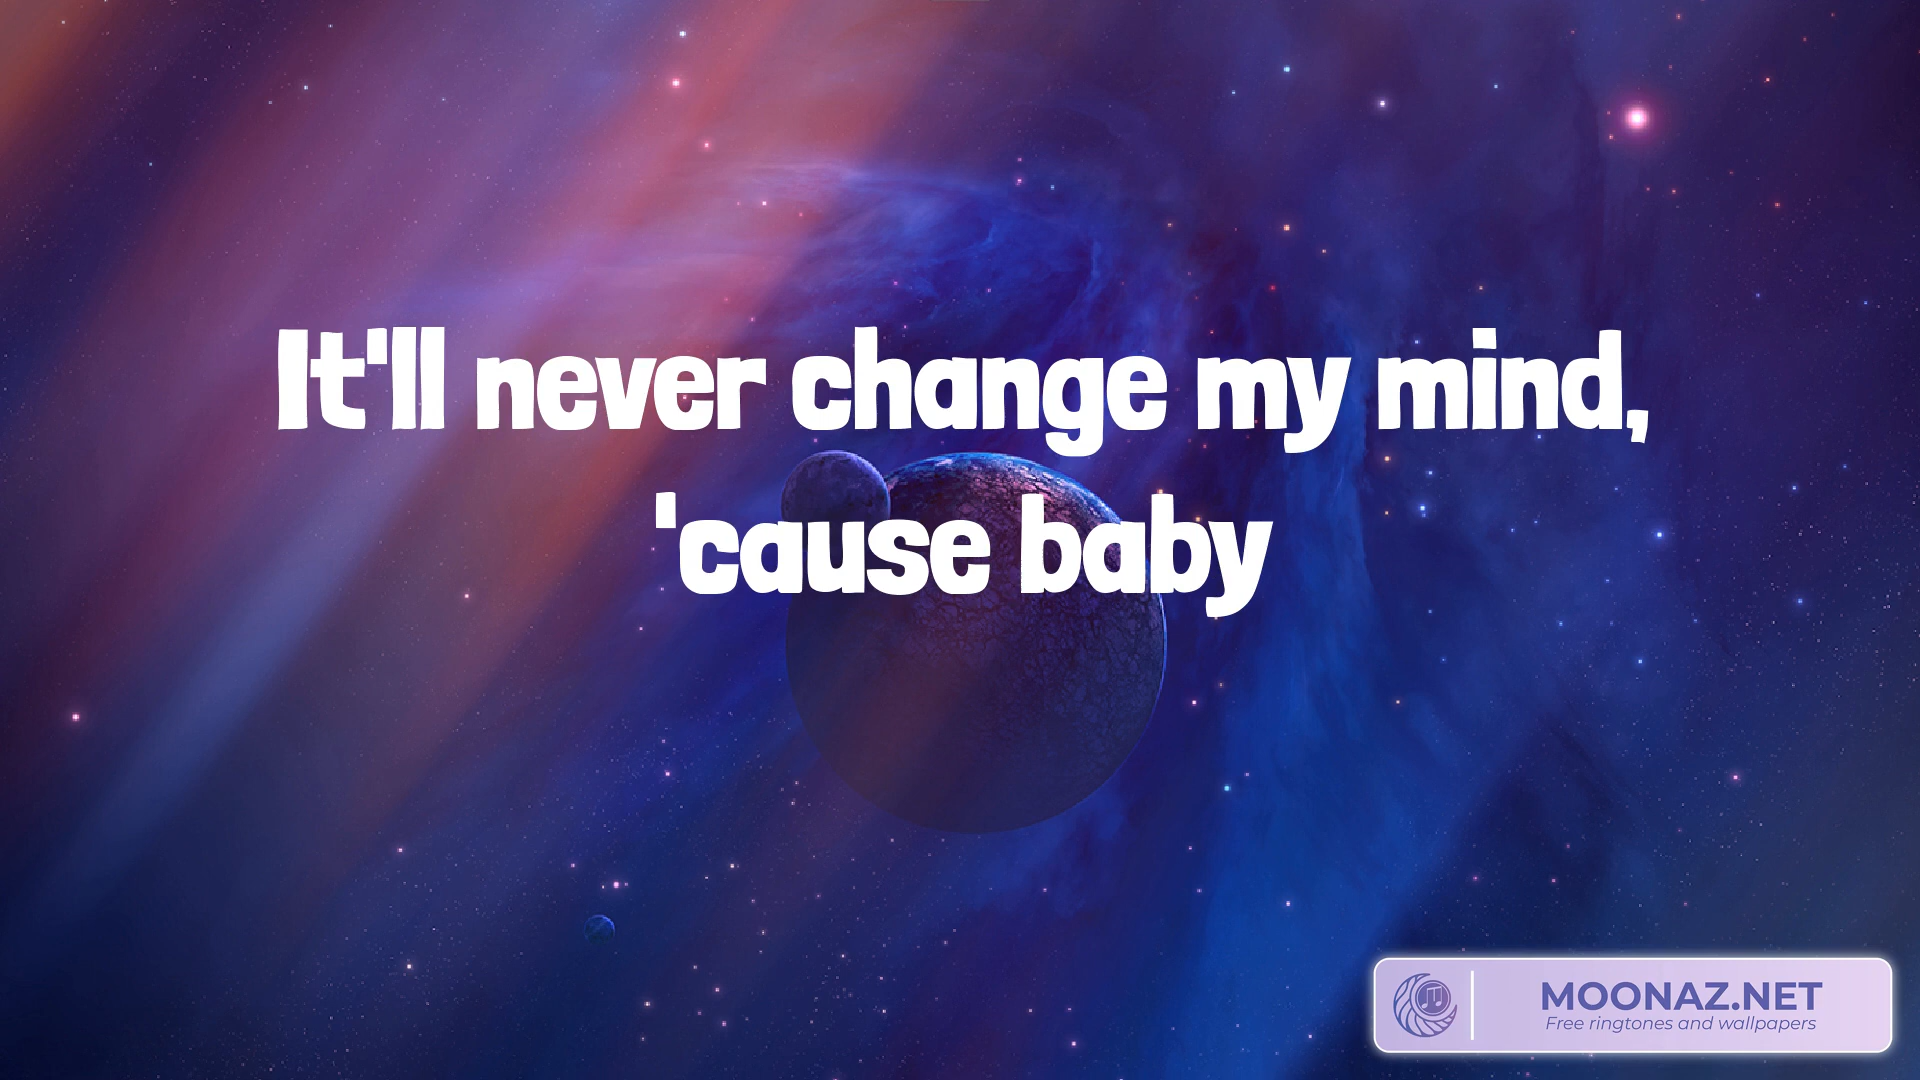 It'll never change my mind,
'cause baby
MOONAZ.NET
Free ringtones and wallpapers